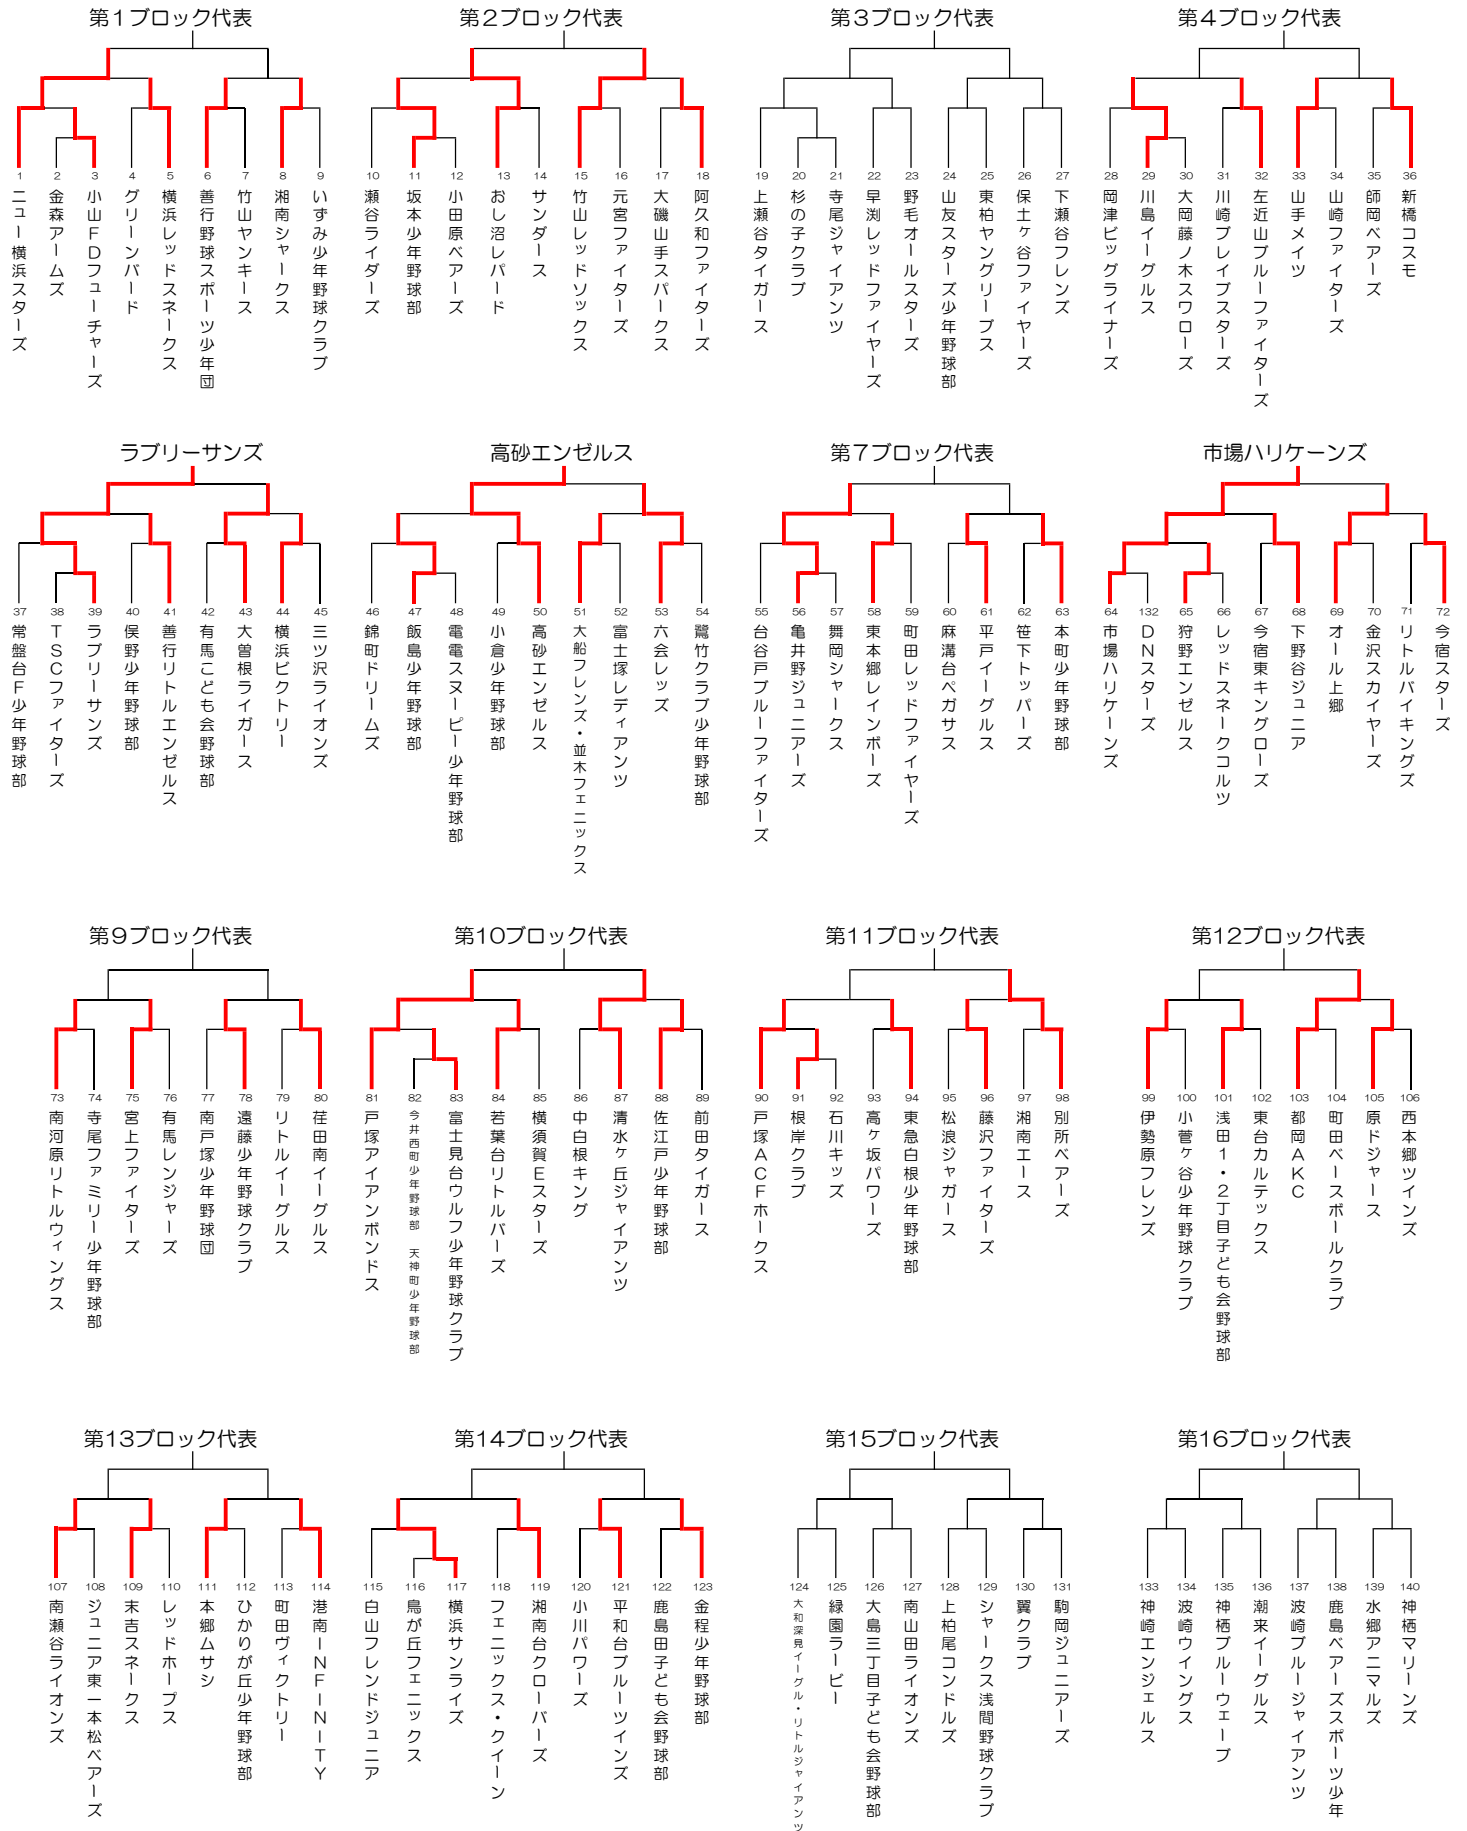 第1ブロック代表
1 ニュー横浜スターズ
2 金森アームズ
3 小山FDフューチャーズ
4 グリーンバード
5 横浜レッドスネークス
6 善行野球スポーツ少年団
7 竹山ヤンキース
8 湘南シャークス
9 いずみ少年野球クラブ
第2ブロック代表
10 瀬谷ライダーズ
11 坂本少年野球部
12 小田原ベアーズ
13 おし沼レパード
14 サンダース
15 竹山レッドソックス
16 元宮ファイターズ
17 大磯山手スパークス
18 阿久和ファイターズ
第3ブロック代表
19 上瀬谷タイガース
20 杉の子クラブ
21 寺尾ジャイアンツ
22 早渕レッドファイヤーズ
23 野毛オールスターズ
24 山友スターズ少年野球部
25 東柏ヤングリーブス
26 保土ヶ谷ファイヤーズ
27 下瀬谷フレンズ
第4ブロック代表
28 岡津ビッグライナーズ
29 川島イーグルス
30 大岡藤ノ木スワローズ
31 川崎ブレイブスターズ
32 左近山ブルーファイターズ
33 山手メイツ
34 山崎ファイターズ
35 師岡ベアーズ
36 新橋コスモ
ラブリーサンズ
37 常盤台F少年野球部
38 TSCファイターズ
39 ラブリーサンズ
40 俣野少年野球部
41 善行リトルエンゼルス
42 有馬こども会野球部
43 大曽根ライガース
44 横浜ビクトリー
45 三ツ沢ライオンズ
高砂エンゼルス
46 錦町ドリームズ
47 飯島少年野球部
48 電電スヌーピー少年野球部
49 小倉少年野球部
50 高砂エンゼルス
51 大船フレンズ・並木フェニックス
52 富士塚レディアンツ
53 六会レッズ
54 鷺竹クラブ少年野球部
第7ブロック代表
55 台谷戸ブルーファイターズ
56 亀井野ジュニアーズ
57 舞岡シャークス
58 東本郷レインボーズ
59 町田レッドファイヤーズ
60 麻溝台ペガサス
61 平戸イーグルス
62 笹下トッパーズ
63 本町少年野球部
市場ハリケーンズ
64 市場ハリケーンズ
132 DNスターズ
65 狩野エンゼルス
66 レッドスネークコルツ
67 今宿東キングローズ
68 下野谷ジュニア
69 オール上郷
70 金沢スカイヤーズ
71 リトルバイキングズ
72 今宿スターズ
第9ブロック代表
73 南河原リトルウィングス
74 寺尾ファミリー少年野球部
75 宮上ファイターズ
76 有馬レンジャーズ
77 南戸塚少年野球団
78 遠藤少年野球クラブ
79 リトルイーグルス
80 荏田南イーグルス
第10ブロック代表
81 戸塚アイアンボンドス
82 今井西町少年野球部 天神町少年野球部
83 富士見台ウルフ少年野球クラブ
84 若葉台リトルバーズ
85 横須賀Eスターズ
86 中白根キング
87 清水ヶ丘ジャイアンツ
88 佐江戸少年野球部
89 前田タイガース
第11ブロック代表
90 戸塚ACFホークス
91 根岸クラブ
92 石川キッズ
93 高ヶ坂パワーズ
94 東急白根少年野球部
95 松浪ジャガース
96 藤沢ファイターズ
97 湘南エース
98 別所ベアーズ
第12ブロック代表
99 伊勢原フレンズ
100 小菅ヶ谷少年野球クラブ
101 浅田1・2丁目子ども会野球部
102 東台カルテックス
103 都岡AKC
104 町田ベースボールクラブ
105 原ドジャース
106 西本郷ツインズ
第13ブロック代表
107 南瀬谷ライオンズ
108 ジュニア東一本松ベアーズ
109 末吉スネークス
110 レッドホープス
111 本郷ムサシ
112 ひかりが丘少年野球部
113 町田ヴィクトリー
114 港南INFINITY
第14ブロック代表
115 白山フレンドジュニア
116 鳥が丘フェニックス
117 横浜サンライズ
118 フェニックス・クイーン
119 湘南台クローバーズ
120 小川パワーズ
121 平和台ブルーツインズ
122 鹿島田子ども会野球部
123 金程少年野球部
第15ブロック代表
124 大和深見イーグル・リトルジャイアンツ
125 緑園ラービー
126 大島三丁目子ども会野球部
127 南山田ライオンズ
128 上柏尾コンドルズ
129 シャークス浅間野球クラブ
130 翼クラブ
131 駒岡ジュニアーズ
第16ブロック代表
133 神崎エンジェルス
134 波崎ウイングス
135 神栖ブルーウェーブ
136 潮来イーグルス
137 波崎ブルージャイアンツ
138 鹿島ベアーズスポーツ少年
139 水郷アニマルズ
140 神栖マリーンズ